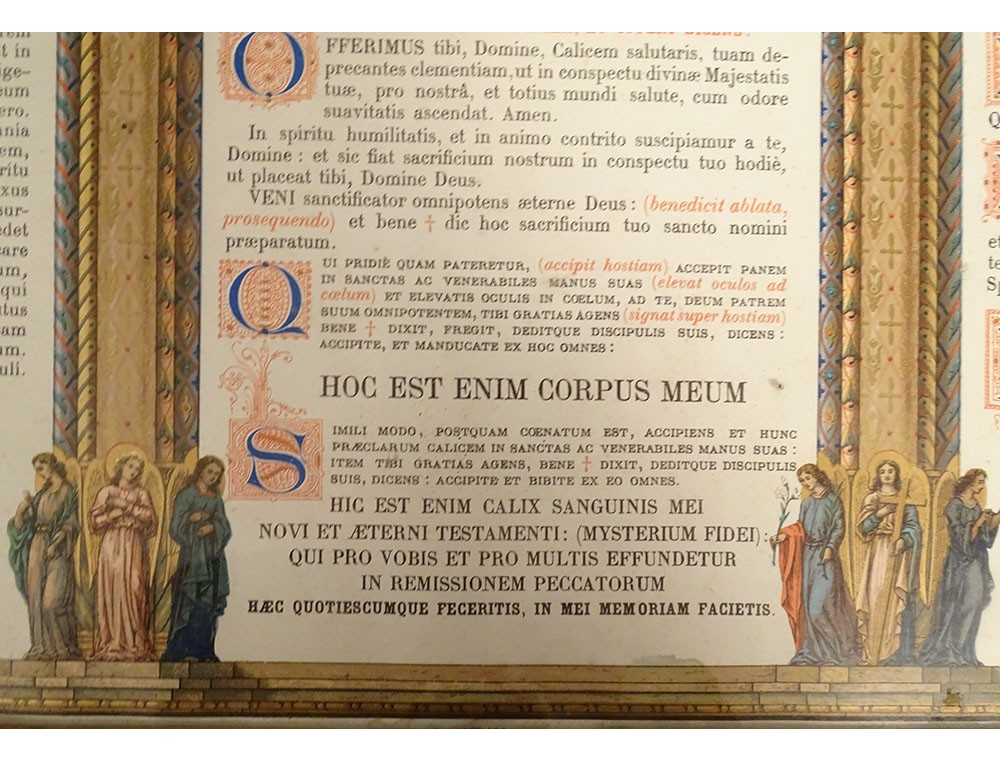 OFFERIMUS tibi, Domine, Calicem salutaris, tuam de-
precantes clementiam, ut in conspectu divinæ Majestatis
tuæ, pro nostrâ, et totius mundi salute, cum odore
suavitatis ascendat. Amen.
In spiritu humilitatis, et in animo contrito suscipiamur a te,
Domine : et sic fiat sacrificium nostrum in conspectu tuo hodiè,
ut placeat tibi, Domine Deus.
VENI sanctificator omnipotens æterne Deus : (benedicit ablata,
prosequendo) et bene † dic hoc sacrificium tuo sancto nomini
præparatum.
QUI PRIDIÈ QUAM PATERETUR, (accipit hostiam) ACCEPIT PANEM
IN SANCTAS AC VENERABILES MANUS SUAS (elevat oculos ad
cœlum) ET ELEVATIS OCULIS IN CŒLUM, AD TE, DEUM PATREM
SUUM OMNIPOTENTEM, TIBI GRATIAS AGENS (signat super hostiam)
BENE † DIXIT, FREGIT, DEDITQUE DISCIPULIS SUIS, DICENS :
ACCIPITE, ET MANDUCATE EX HOC OMNES :
HOC EST ENIM CORPUS MEUM
SIMILI MODO, POSTQUAM CŒNATUM EST, ACCIPIENS ET HUNC
PRÆCLARUM CALICEM IN SANCTAS AC VENERABILES MANUS SUAS :
ITEM TIBI GRATIAS AGENS, BENE † DIXIT, DEDITQUE DISCIPULIS
SUIS, DICENS : ACCIPITE ET BIBITE EX EO OMNES.
HIC EST ENIM CALIX SANGUINIS MEI
NOVI ET ÆTERNI TESTAMENTI : (MYSTERIUM FIDEI) :
QUI PRO VOBIS ET PRO MULTIS EFFUNDETUR
IN REMISSIONEM PECCATORUM
HÆC QUOTIESCUMQUE FECERITIS, IN MEI MEMORIAM FACIETIS.